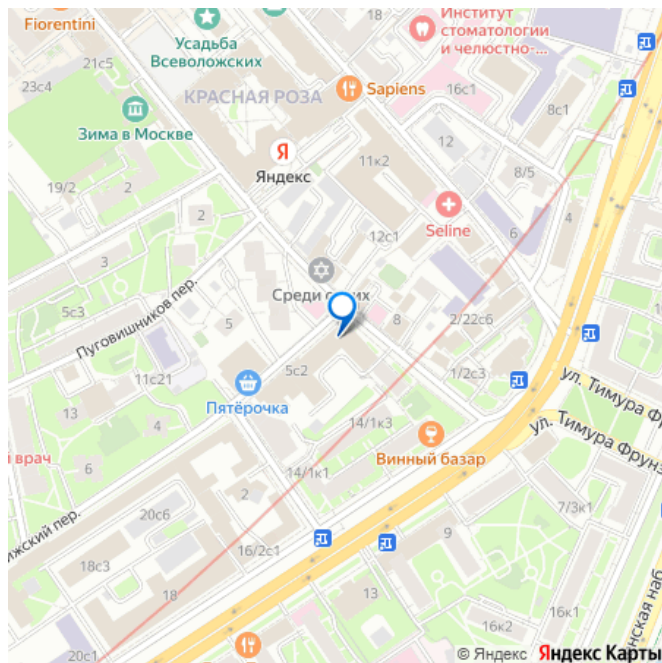 Fiorentini
Усадьба
Всеволожских
18
Институт
стоматологии
и челюстно-...
21с5
23с4
КРАСНАЯ РОЗА
Sapiens
16с1
8с1
Зима в Москве
12
Яндекс
11к2
8/5
19/2
2
2
Seline
6
4
12с1
3
Среди своих
5с3
Пуговишников пер.
5
8
2/22с6
11с21
5с2
1/2с3
ул. Тимура Фр
Пятёрочка
13
14/1к3
ул. Тимура Фрунз
й врач
6
Винный базар
14/1к1
2
7/3к1
20с6
ижский пер.
16/2с1
9
18с3
18
13
16к1
16к2
нская наб
20с1
© Яндекс Яндекс Карты